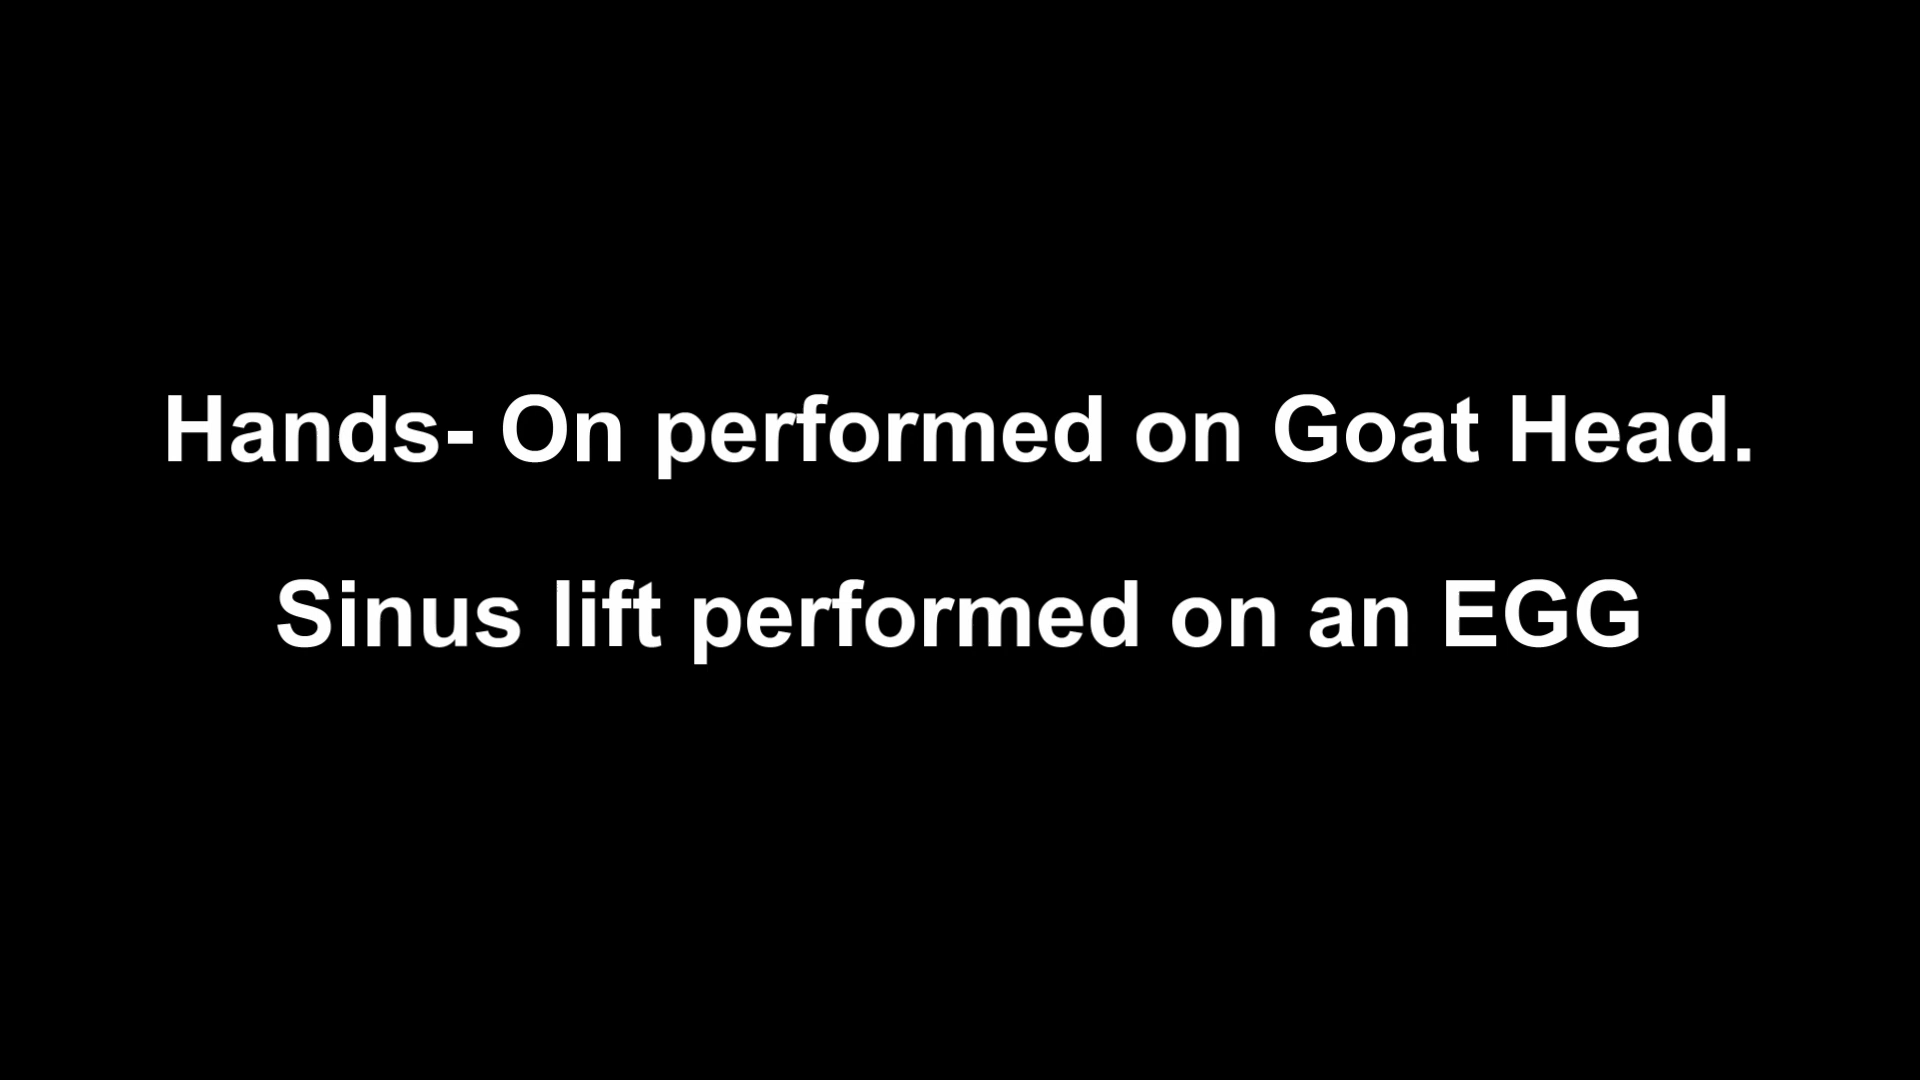 Hands- On performed on Goat Head.
Sinus lift performed on an EGG